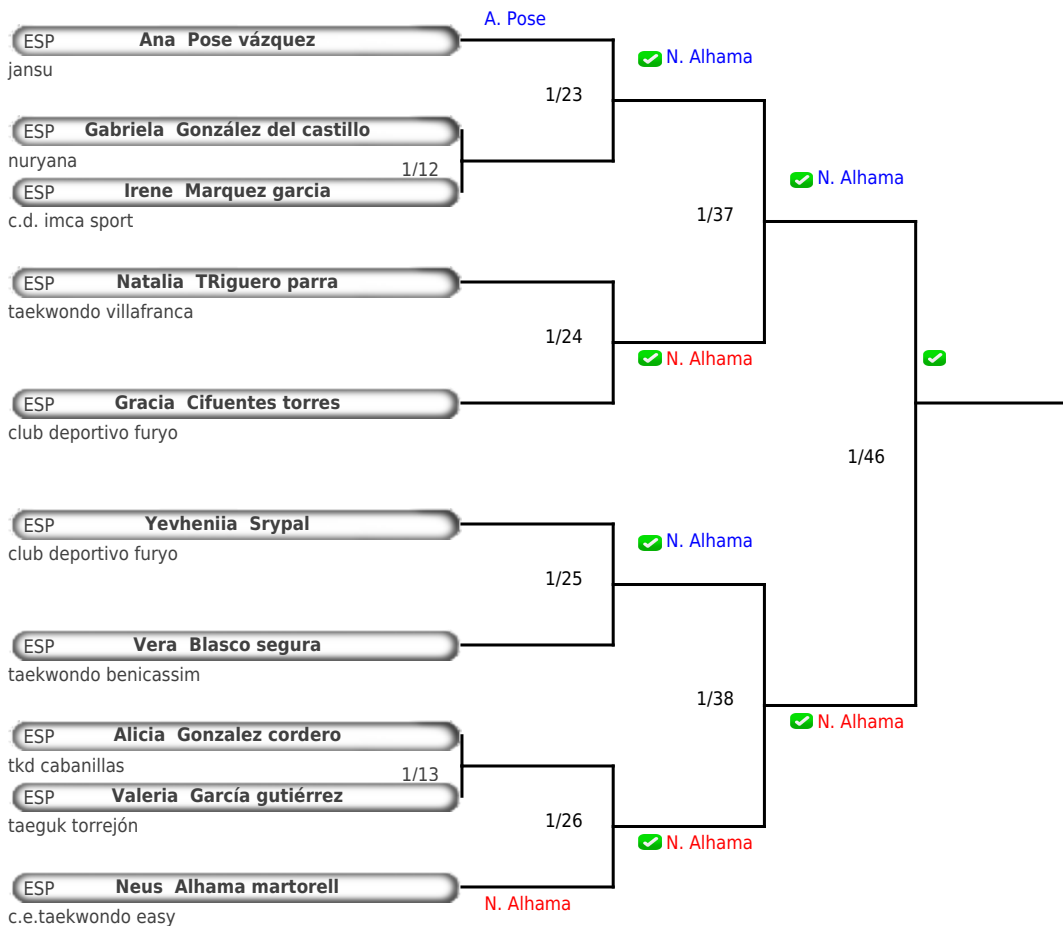 A. Pose
ESP Ana Pose vázquez
jansu
N. Alhama
1/23
ESP Gabriela González del castillo
nuryana
1/12
ESP Irene Marquez garcia
c.d. imca sport
N. Alhama
1/37
ESP Natalia TRiguero parra
taekwondo villafranca
1/24
N. Alhama
ESP Gracia Cifuentes torres
club deportivo furyo
1/46
ESP Yevheniia Srypal
club deportivo furyo
N. Alhama
1/25
ESP Vera Blasco segura
taekwondo benicassim
1/38
N. Alhama
ESP Alicia Gonzalez cordero
tkd cabanillas
1/13
ESP Valeria García gutiérrez
taeguk torrejón
1/26
N. Alhama
ESP Neus Alhama martorell
N. Alhama
c.e.taekwondo easy